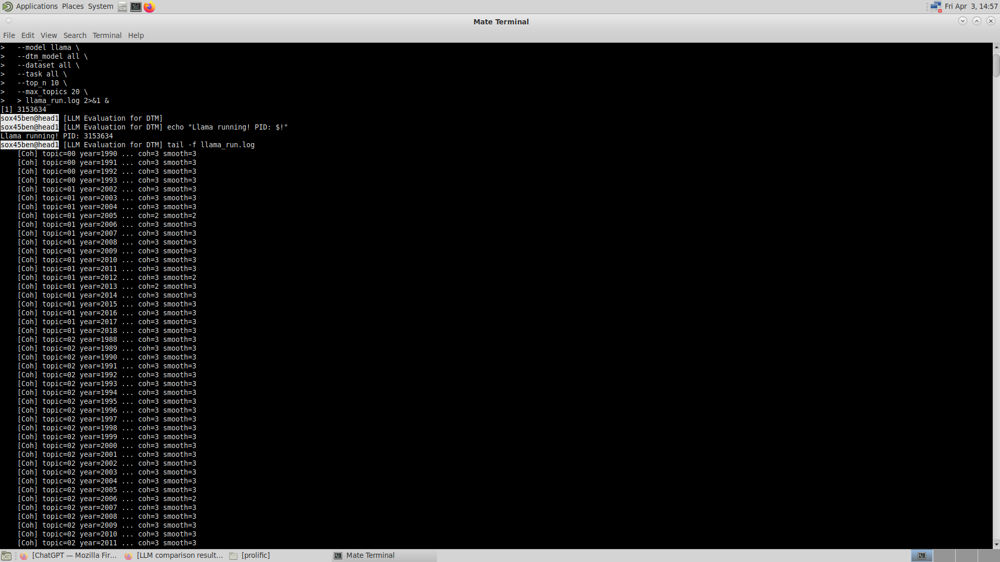 Applications Places System
Fri Apr 3, 14:57
Mate Terminal
File Edit View Search Terminal Help
>   --model llama \
>   --dtm_model all \
>   --dataset all \
>   --task all \
>   --top_n 10 \
>   --max_topics 20 \
>   > llama_run.log 2>&1 &
[1] 3153634
sox45ben@head1 [LLM Evaluation for DTM]
sox45ben@head1 [LLM Evaluation for DTM] echo "Llama running! PID: $!"
Llama running! PID: 3153634
sox45ben@head1 [LLM Evaluation for DTM] tail -f llama_run.log
[Coh] topic=00 year=1990 ... coh=3 smooth=3
[Coh] topic=00 year=1991 ... coh=3 smooth=3
[Coh] topic=00 year=1992 ... coh=3 smooth=3
[Coh] topic=00 year=1993 ... coh=3 smooth=3
[Coh] topic=01 year=2002 ... coh=3 smooth=3
[Coh] topic=01 year=2003 ... coh=3 smooth=3
[Coh] topic=01 year=2004 ... coh=3 smooth=3
[Coh] topic=01 year=2005 ... coh=2 smooth=2
[Coh] topic=01 year=2006 ... coh=3 smooth=3
[Coh] topic=01 year=2007 ... coh=3 smooth=3
[Coh] topic=01 year=2008 ... coh=3 smooth=3
[Coh] topic=01 year=2009 ... coh=3 smooth=3
[Coh] topic=01 year=2010 ... coh=3 smooth=3
[Coh] topic=01 year=2011 ... coh=3 smooth=3
[Coh] topic=01 year=2012 ... coh=3 smooth=2
[Coh] topic=01 year=2013 ... coh=2 smooth=3
[Coh] topic=01 year=2014 ... coh=3 smooth=3
[Coh] topic=01 year=2015 ... coh=3 smooth=3
[Coh] topic=01 year=2016 ... coh=3 smooth=3
[Coh] topic=01 year=2017 ... coh=3 smooth=3
[Coh] topic=01 year=2018 ... coh=3 smooth=3
[Coh] topic=02 year=1988 ... coh=3 smooth=3
[Coh] topic=02 year=1989 ... coh=3 smooth=3
[Coh] topic=02 year=1990 ... coh=3 smooth=3
[Coh] topic=02 year=1991 ... coh=3 smooth=3
[Coh] topic=02 year=1992 ... coh=3 smooth=3
[Coh] topic=02 year=1993 ... coh=3 smooth=3
[Coh] topic=02 year=1994 ... coh=3 smooth=3
[Coh] topic=02 year=1995 ... coh=3 smooth=3
[Coh] topic=02 year=1996 ... coh=3 smooth=3
[Coh] topic=02 year=1997 ... coh=3 smooth=3
[Coh] topic=02 year=1998 ... coh=3 smooth=3
[Coh] topic=02 year=1999 ... coh=3 smooth=3
[Coh] topic=02 year=2000 ... coh=3 smooth=3
[Coh] topic=02 year=2001 ... coh=3 smooth=3
[Coh] topic=02 year=2002 ... coh=3 smooth=3
[Coh] topic=02 year=2003 ... coh=3 smooth=3
[Coh] topic=02 year=2004 ... coh=3 smooth=3
[Coh] topic=02 year=2005 ... coh=3 smooth=3
[Coh] topic=02 year=2006 ... coh=3 smooth=2
[Coh] topic=02 year=2007 ... coh=3 smooth=3
[Coh] topic=02 year=2008 ... coh=3 smooth=3
[Coh] topic=02 year=2009 ... coh=3 smooth=3
[Coh] topic=02 year=2010 ... coh=3 smooth=3
[Coh] topic=02 year=2011 ... coh=3 smooth=3
[ChatGPT — Mozilla Fir... [LLM comparison result... [prolific] Mate Terminal